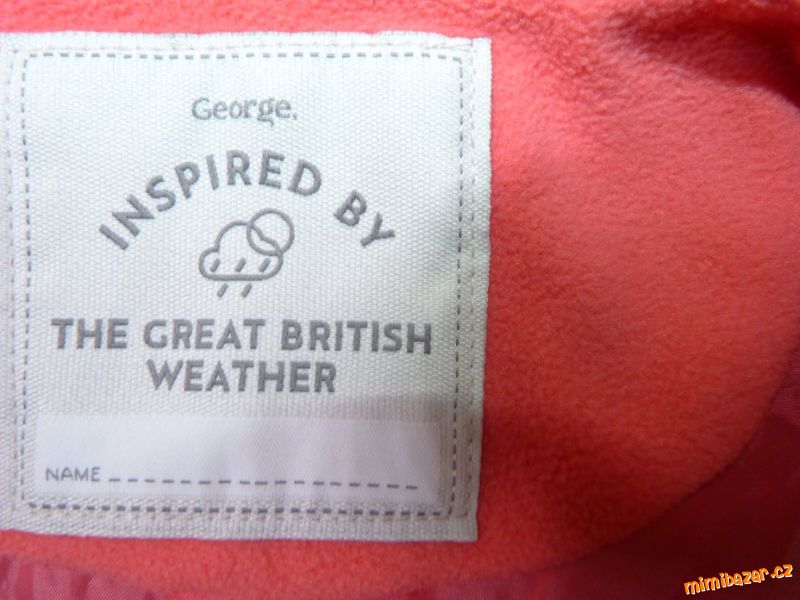 George.
INSPIRED BY
THE GREAT BRITISH
WEATHER
NAME
mimibazar.cz